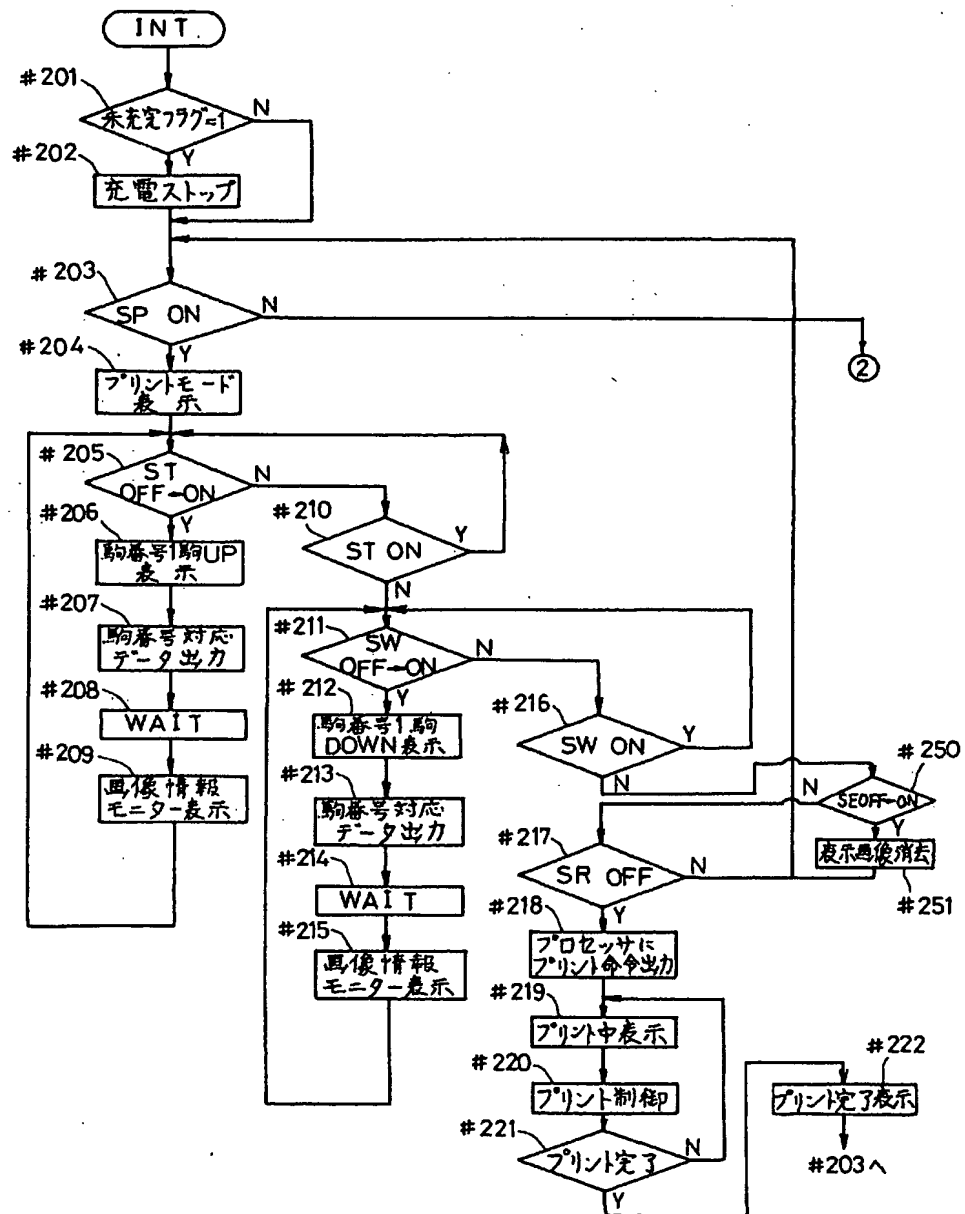 INT.
#201
未充完フラグ=1
N
Y
#202
充電ストップ
#203
SP ON
N
Y
②
#204
プリントモード
表示
#205
ST
OFF→ON
N
Y
#206
駒番号1駒UP
表示
#207
駒番号対応
データ出力
#208
WAIT
#209
画像情報
モニター表示
#210
ST ON
Y
N
#211
SW
OFF→ON
N
Y
#212
駒番号1駒
DOWN表示
#213
駒番号対応
データ出力
#214
WAIT
#215
画像情報
モニター表示
#216
SW ON
Y
N
#250
SEOFF→ON
N
Y
表示画像消去
#251
#217
SR OFF
N
Y
#218
プロセッサに
プリント命令出力
#219
プリント中表示
#220
プリント制御
#221
プリント完了
N
Y
#222
プリント完了表示
#203へ